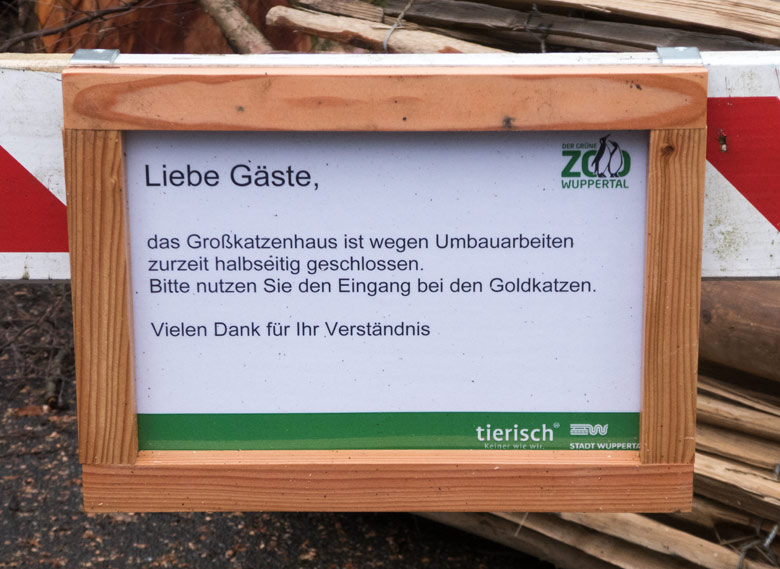 DER GRÜNE
ZOO
WUPPERTAL
Liebe Gäste,
das Großkatzenhaus ist wegen Umbauarbeiten
zurzeit halbseitig geschlossen.
Bitte nutzen Sie den Eingang bei den Goldkatzen.
Vielen Dank für Ihr Verständnis
tierisch
Keiner wie wir.
STADT WUPPERTA